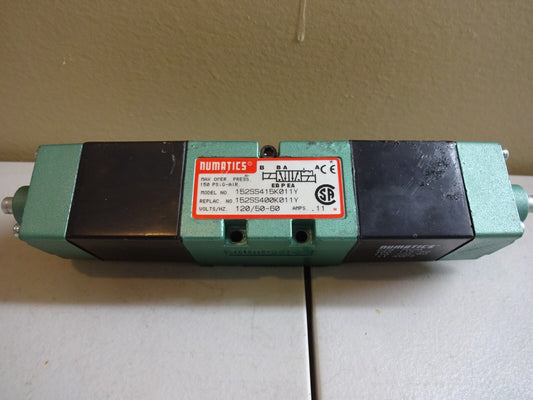 NUMATICS
B B A A CE
EB P EA
MAX OPER. PRESS.
150 PSIG-AIR
MODEL NO. 152SS415K011Y
REPLAC. NO. 152SS400K011Y
VOLTS/HZ. 120/50-60 AMPS .11
NUMATICS